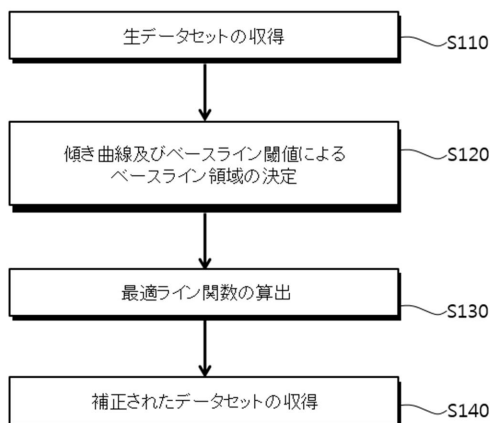 生データセットの収得
S110
傾き曲線及びベースライン閾値による
ベースライン領域の決定
S120
最適ライン関数の算出
S130
補正されたデータセットの収得
S140